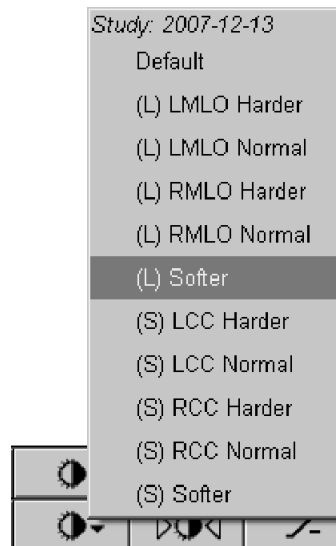 Study: 2007-12-13
Default
(L) LMLO Harder
(L) LMLO Normal
(L) RMLO Harder
(L) RMLO Normal
(L) Softer
(S) LCC Harder
(S) LCC Normal
(S) RCC Harder
(S) RCC Normal
(S) Softer